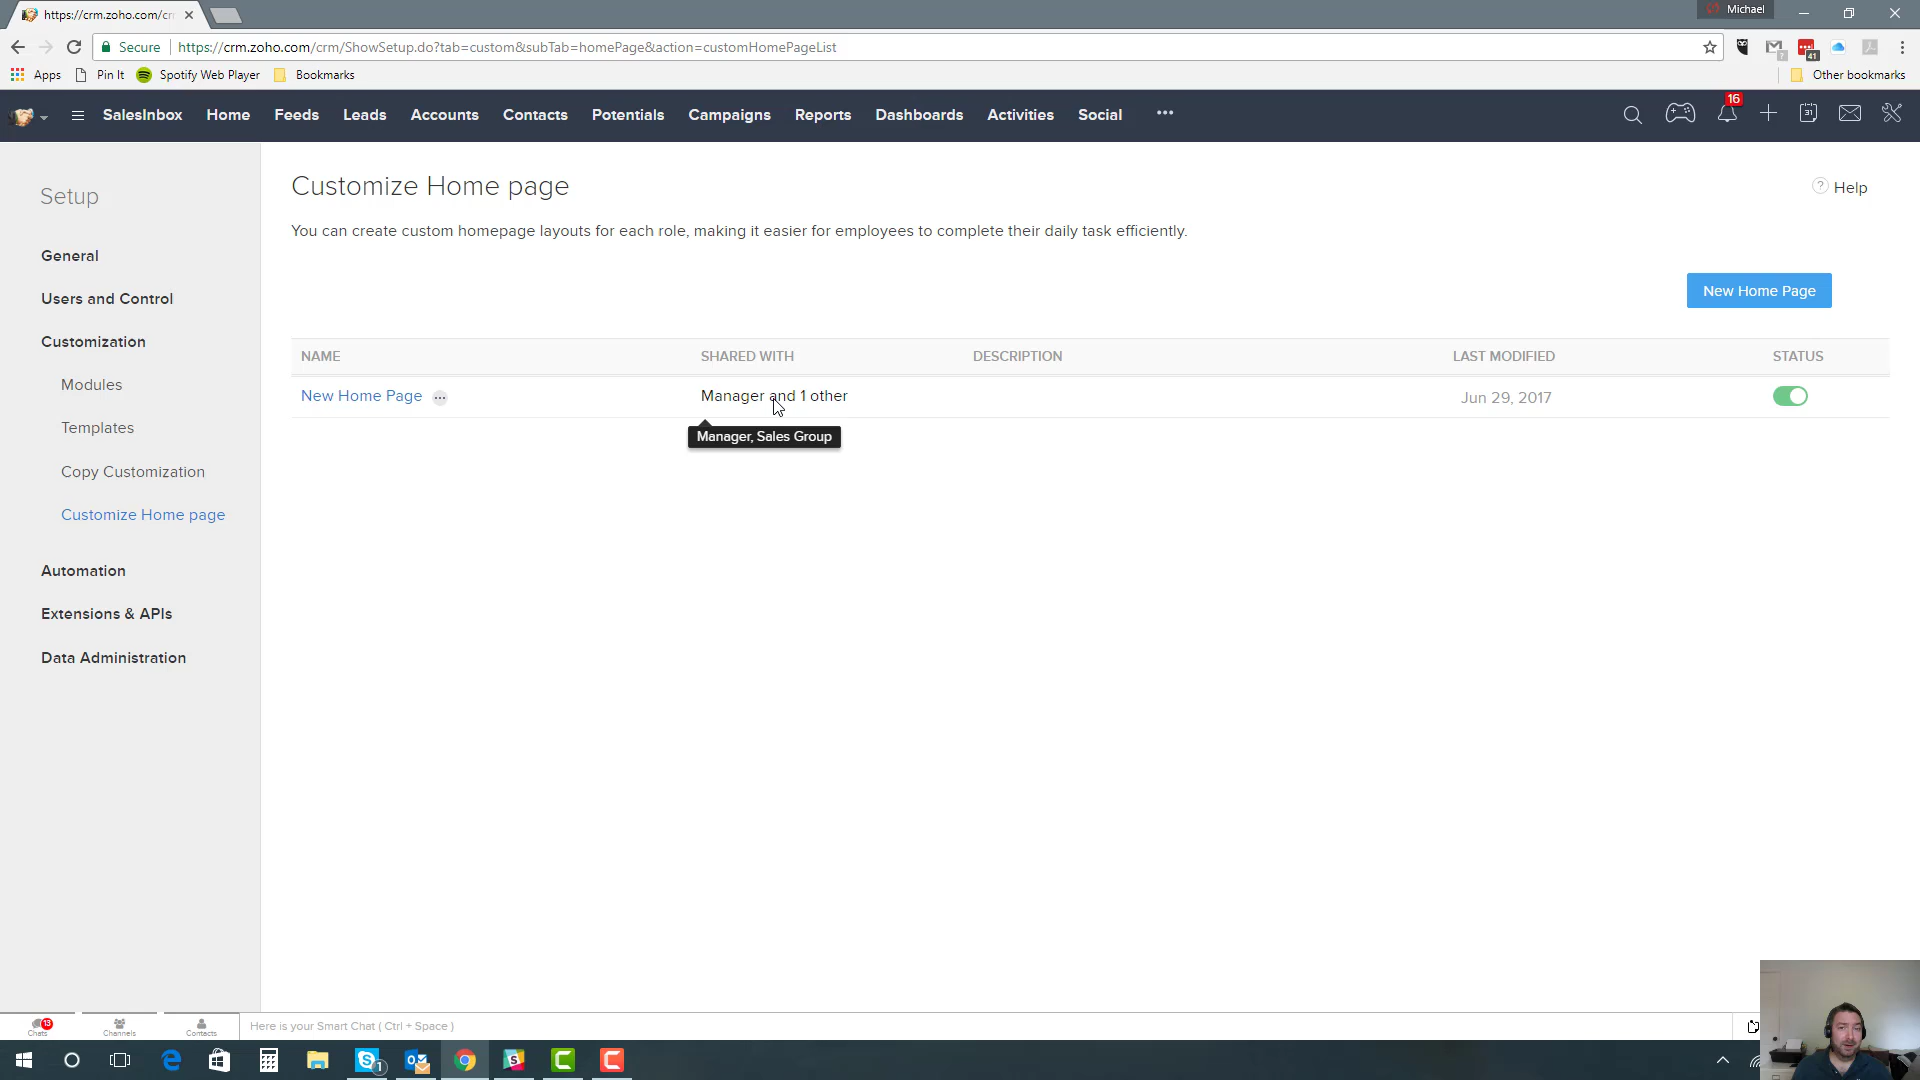 https://crm.zoho.com/cr
Michael
Secure
https://crm.zoho.com/crm/ShowSetup.do?tab=custom&subTab=homePage&action=customHomePageList
41
Apps
Pin It
Spotify Web Player
Bookmarks
Other bookmarks
SalesInbox
Home
Feeds
Leads
Accounts
Contacts
Potentials
Campaigns
Reports
Dashboards
Activities
Social
16
31
Setup
General
Users and Control
Customization
Modules
Templates
Copy Customization
Customize Home page
Automation
Extensions & APIs
Data Administration
Customize Home page
? Help
You can create custom homepage layouts for each role, making it easier for employees to complete their daily task efficiently.
New Home Page
NAME
SHARED WITH
DESCRIPTION
LAST MODIFIED
STATUS
New Home Page
Manager and 1 other
Jun 29, 2017
Manager, Sales Group
13
Chats
Channels
Contacts
Here is your Smart Chat ( Ctrl + Space )
1